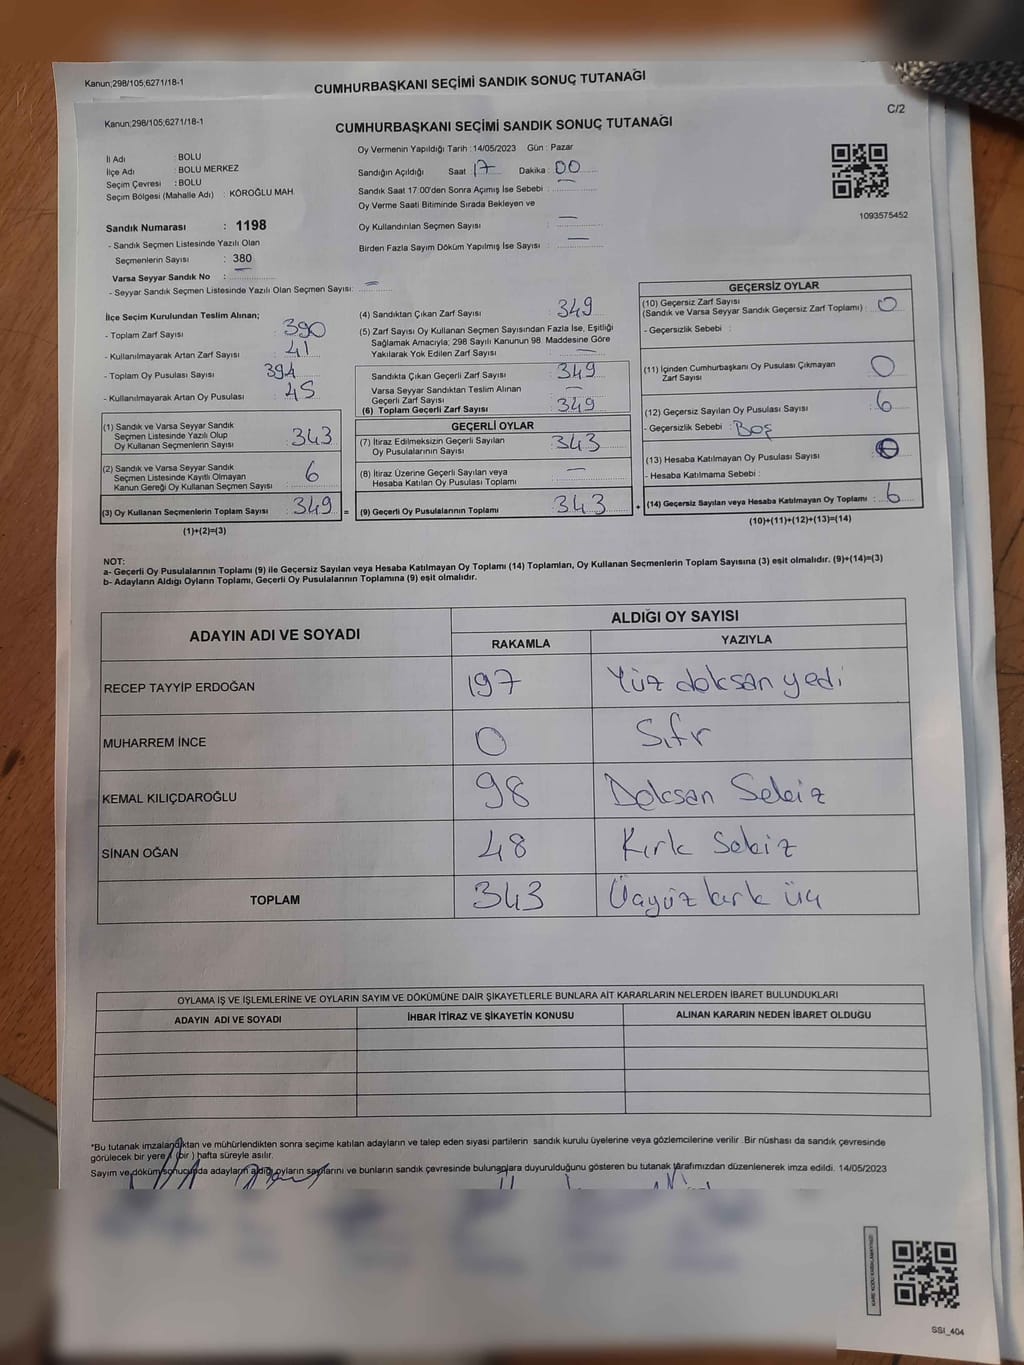 Kanun;298/105;6271/18-1
CUMHURBAŞKANI SEÇİMİ SANDIK SONUÇ TUTANAĞI
C/2
Kanun;298/105;6271/18-1
CUMHURBAŞKANI SEÇİMİ SANDIK SONUÇ TUTANAĞI
İl Adı : BOLU
İlçe Adı : BOLU MERKEZ
Seçim Çevresi : BOLU
Seçim Bölgesi (Mahalle Adı) : KÖROĞLU MAH.
Sandık Numarası : 1198
- Sandık Seçmen Listesinde Yazılı Olan
Seçmenlerin Sayısı : 380
Varsa Seyyar Sandık No :
- Seyyar Sandık Seçmen Listesinde Yazılı Olan Seçmen Sayısı: —
Oy Vermenin Yapıldığı Tarih : 14/05/2023 Gün : Pazar
Sandığın Açıldığı Saat 17 Dakika : 00
Sandık Saat 17:00'den Sonra Açımış İse Sebebi : —
Oy Verme Saati Bitiminde Sırada Bekleyen ve
Oy Kullandırılan Seçmen Sayısı : —
Birden Fazla Sayım Döküm Yapılmış İse Sayısı : —
1093575452
İlçe Seçim Kurulundan Teslim Alınan;
- Toplam Zarf Sayısı : 390
- Kullanılmayarak Artan Zarf Sayısı : 41
- Toplam Oy Pusulası Sayısı : 394
- Kullanılmayarak Artan Oy Pusulası : 45
(1) Sandık ve Varsa Seyyar Sandık
Seçmen Listesinde Yazılı Olup
Oy Kullanan Seçmenlerin Sayısı : 343
(2) Sandık ve Varsa Seyyar Sandık
Seçmen Listesinde Kayıtlı Olmayan
Kanun Gereği Oy Kullanan Seçmen Sayısı : 6
(3) Oy Kullanan Seçmenlerin Toplam Sayısı : 349 =
(1)+(2)=(3)
(4) Sandıktan Çıkan Zarf Sayısı : 349
(5) Zarf Sayısı Oy Kullanan Seçmen Sayısından Fazla İse, Eşitliği
Sağlamak Amacıyla; 298 Sayılı Kanunun 98. Maddesine Göre
Yakılarak Yok Edilen Zarf Sayısı : —
Sandıkta Çıkan Geçerli Zarf Sayısı : 349
Varsa Seyyar Sandıktan Teslim Alınan
Geçerli Zarf Sayısı : —
(6) Toplam Geçerli Zarf Sayısı : 349
GEÇERLİ OYLAR
(7) İtiraz Edilmeksizin Geçerli Sayılan
Oy Pusulalarının Sayısı : 343
(8) İtiraz Üzerine Geçerli Sayılan veya
Hesaba Katılan Oy Pusulası Toplamı : —
(9) Geçerli Oy Pusulalarının Toplamı : 343 +
GEÇERSİZ OYLAR
(10) Geçersiz Zarf Sayısı
(Sandık ve Varsa Seyyar Sandık Geçersiz Zarf Toplamı) : 0
- Geçersizlik Sebebi :
(11) İçinden Cumhurbaşkanı Oy Pusulası Çıkmayan
Zarf Sayısı : 0
(12) Geçersiz Sayılan Oy Pusulası Sayısı : 6
- Geçersizlik Sebebi : Boş
(13) Hesaba Katılmayan Oy Pusulası Sayısı :
- Hesaba Katılmama Sebebi :
(14) Geçersiz Sayılan veya Hesaba Katılmayan Oy Toplamı : 6
(10)+(11)+(12)+(13)=(14)
NOT:
a- Geçerli Oy Pusulalarının Toplamı (9) ile Geçersiz Sayılan veya Hesaba Katılmayan Oy Toplamı (14) Toplamları, Oy Kullanan Seçmenlerin Toplam Sayısına (3) eşit olmalıdır. (9)+(14)=(3)
b- Adayların Aldığı Oyların Toplamı, Geçerli Oy Pusulalarının Toplamına (9) eşit olmalıdır.
ADAYIN ADI VE SOYADI
ALDIĞI OY SAYISI
RAKAMLA YAZIYLA
RECEP TAYYİP ERDOĞAN 197 Yüz doksan yedi
MUHARREM İNCE 0 Sıfır
KEMAL KILIÇDAROĞLU 98 Doksan Sekiz
SİNAN OĞAN 48 Kırk Sekiz
TOPLAM 343 Üçyüz kırk üç
OYLAMA İŞ VE İŞLEMLERİNE VE OYLARIN SAYIM VE DÖKÜMÜNE DAİR ŞİKAYETLERLE BUNLARA AİT KARARLARIN NELERDEN İBARET BULUNDUKLARI
ADAYIN ADI VE SOYADI İHBAR İTİRAZ VE ŞİKAYETİN KONUSU ALINAN KARARIN NEDEN İBARET OLDUĞU
*Bu tutanak imzalandıktan ve mühürlendikten sonra seçime katılan adayların ve talep eden siyasi partilerin sandık kurulu üyelerine veya gözlemcilerine verilir .Bir nüshası da sandık çevresinde
görülecek bir yere 1 (bir ) hafta süreyle asılır.
Sayım ve döküm sonucunda adayların aldığı oyların sayılarını ve bunların sandık çevresinde bulunanlara duyurulduğunu gösteren bu tutanak tarafımızdan düzenlenerek imza edildi. 14/05/2023
SSI_404